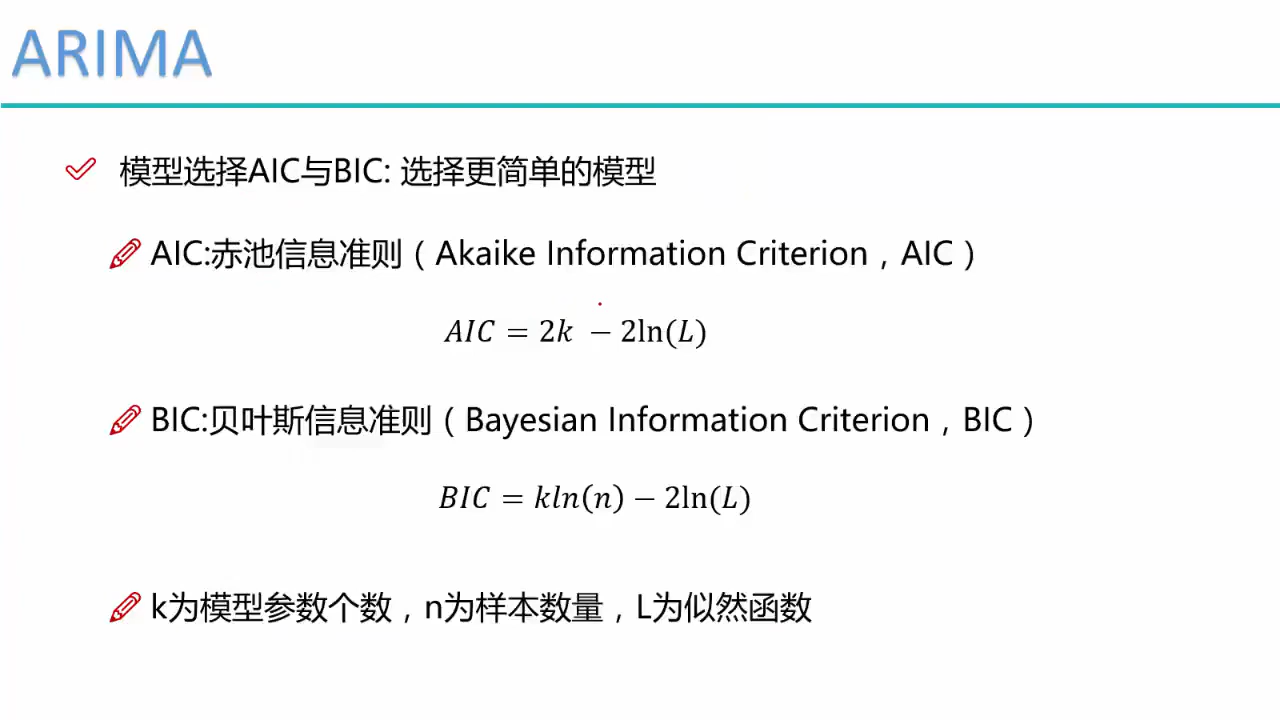 ARIMA
模型选择AIC与BIC: 选择更简单的模型
AIC:赤池信息准则（Akaike Information Criterion，AIC）
AIC = 2k − 2ln(L)
BIC:贝叶斯信息准则（Bayesian Information Criterion，BIC）
BIC = kln(n) − 2ln(L)
k为模型参数个数，n为样本数量，L为似然函数